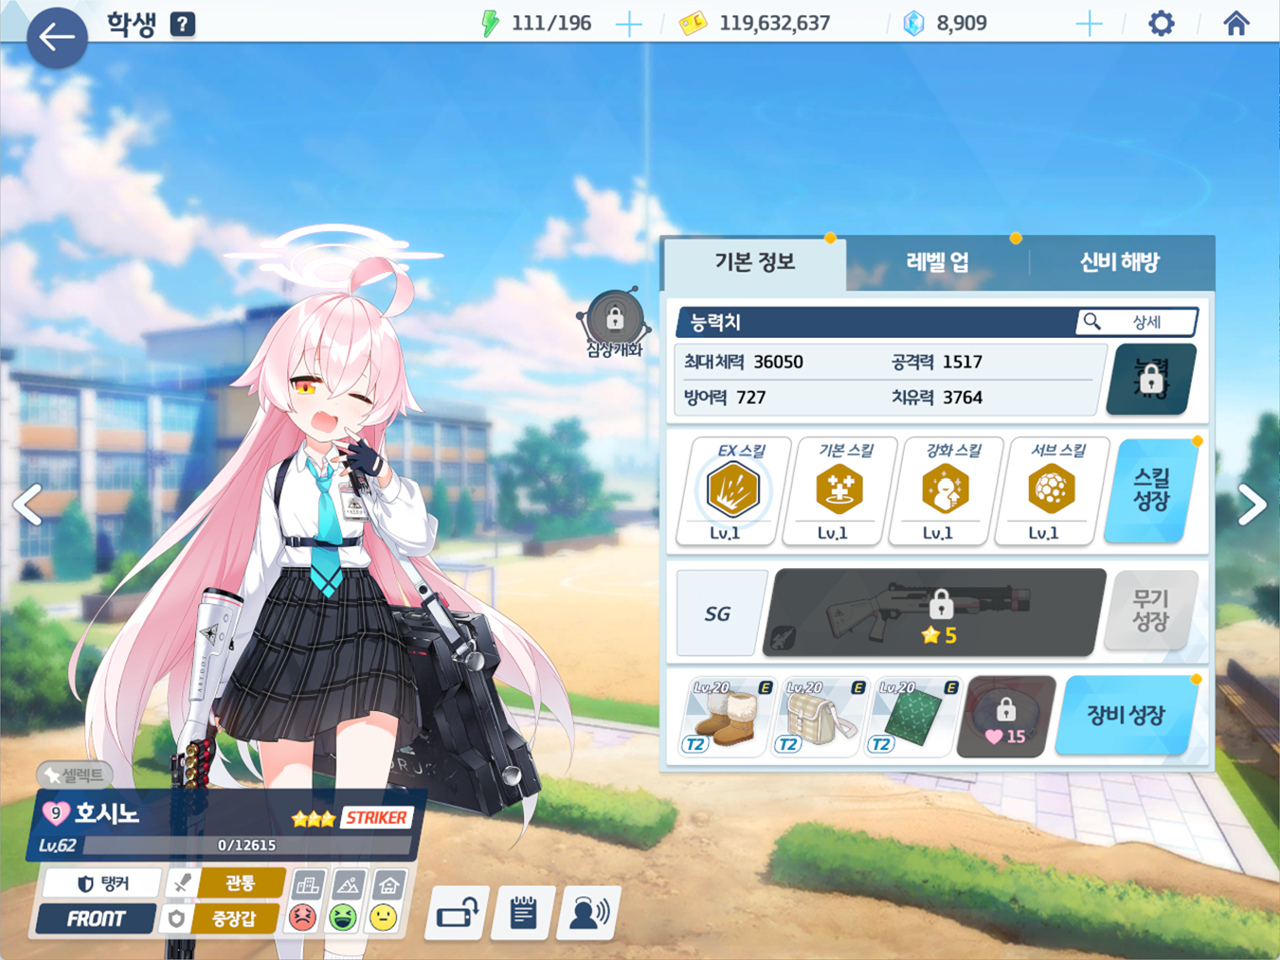 학생 ?
111/196
119,632,637
8,909
기본 정보
레벨 업
신비 해방
심상개화
능력치
상세
최대 체력 36050
공격력 1517
방어력 727
치유력 3764
EX 스킬
기본 스킬
강화 스킬
서브 스킬
Lv.1
Lv.1
Lv.1
Lv.1
스킬
성장
SG
5
무기
성장
Lv.20 E
Lv.20 E
Lv.20 E
T2
T2
T2
15
장비 성장
셀렉트
9 호시노
STRIKER
Lv.62
0/12615
탱커
관통
FRONT
중장갑